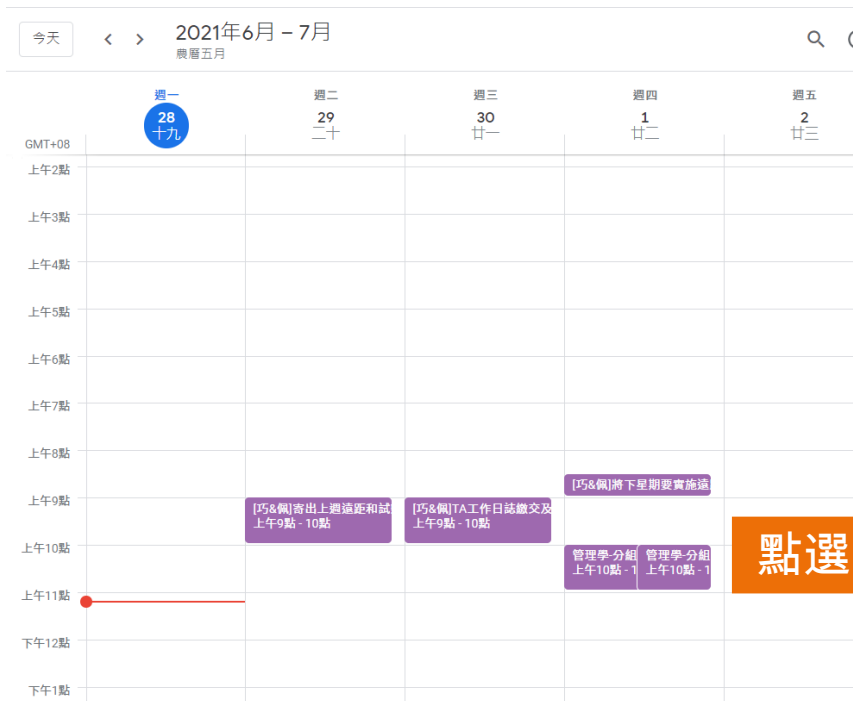 今天
2021年6月 – 7月
農曆五月
週一
28
十九
週二
29
二十
週三
30
廿一
週四
1
廿二
週五
2
廿三
GMT+08
上午2點
上午3點
上午4點
上午5點
上午6點
上午7點
上午8點
[巧&佩]將下星期要實施遠
上午9點
[巧&佩]寄出上週遠距和試
上午9點 - 10點
[巧&佩]TA工作日誌繳交及
上午9點 - 10點
上午10點
管理學-分組
上午10點 - 1
管理學-分組
上午10點 - 1
點選
上午11點
下午12點
下午1點